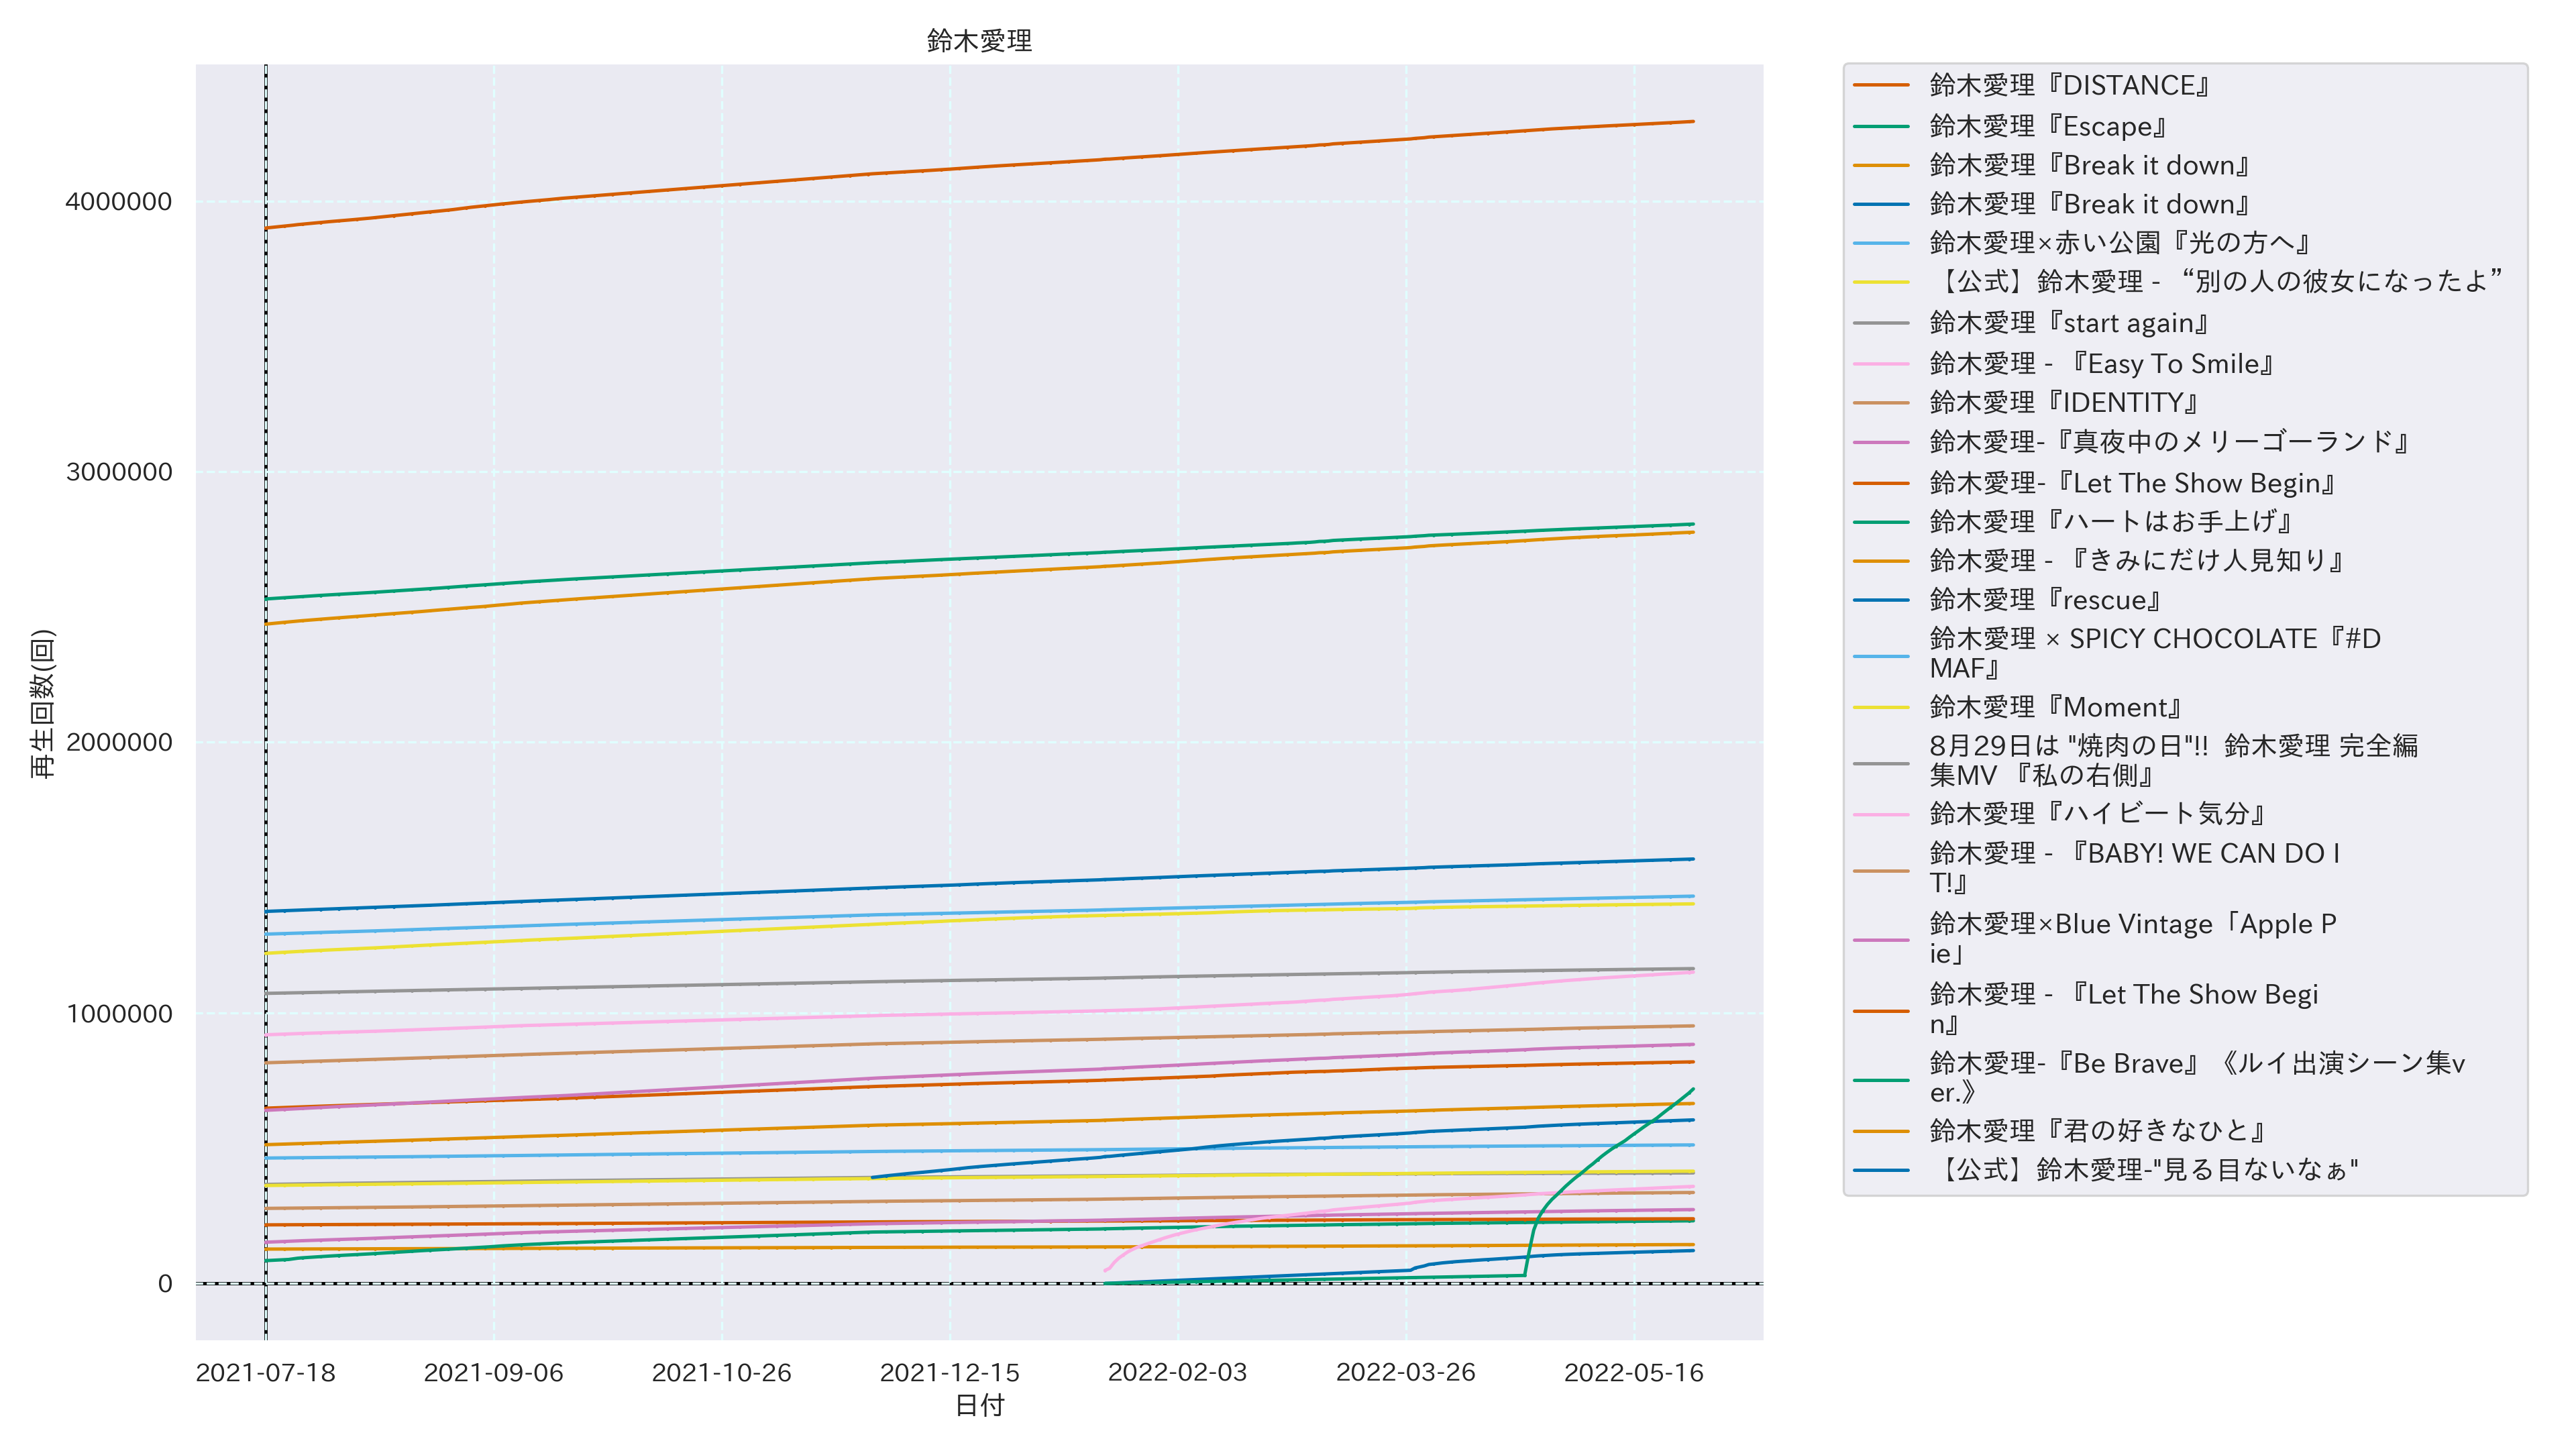 鈴木愛理
再生回数(回)
4000000
3000000
2000000
1000000
0
2021-07-18
2021-09-06
2021-10-26
2021-12-15
2022-02-03
2022-03-26
2022-05-16
日付
鈴木愛理『DISTANCE』
鈴木愛理『Escape』
鈴木愛理『Break it down』
鈴木愛理『Break it down』
鈴木愛理×赤い公園『光の方へ』
【公式】鈴木愛理 - “別の人の彼女になったよ”
鈴木愛理『start again』
鈴木愛理 - 『Easy To Smile』
鈴木愛理『IDENTITY』
鈴木愛理-『真夜中のメリーゴーランド』
鈴木愛理-『Let The Show Begin』
鈴木愛理『ハートはお手上げ』
鈴木愛理 - 『きみにだけ人見知り』
鈴木愛理『rescue』
鈴木愛理 × SPICY CHOCOLATE『#D
MAF』
鈴木愛理『Moment』
8月29日は "焼肉の日"!! 鈴木愛理 完全編
集MV 『私の右側』
鈴木愛理『ハイビート気分』
鈴木愛理 - 『BABY! WE CAN DO I
T!』
鈴木愛理×Blue Vintage「Apple P
ie」
鈴木愛理 - 『Let The Show Begi
n』
鈴木愛理-『Be Brave』《ルイ出演シーン集v
er.》
鈴木愛理『君の好きなひと』
【公式】鈴木愛理-"見る目ないなぁ"